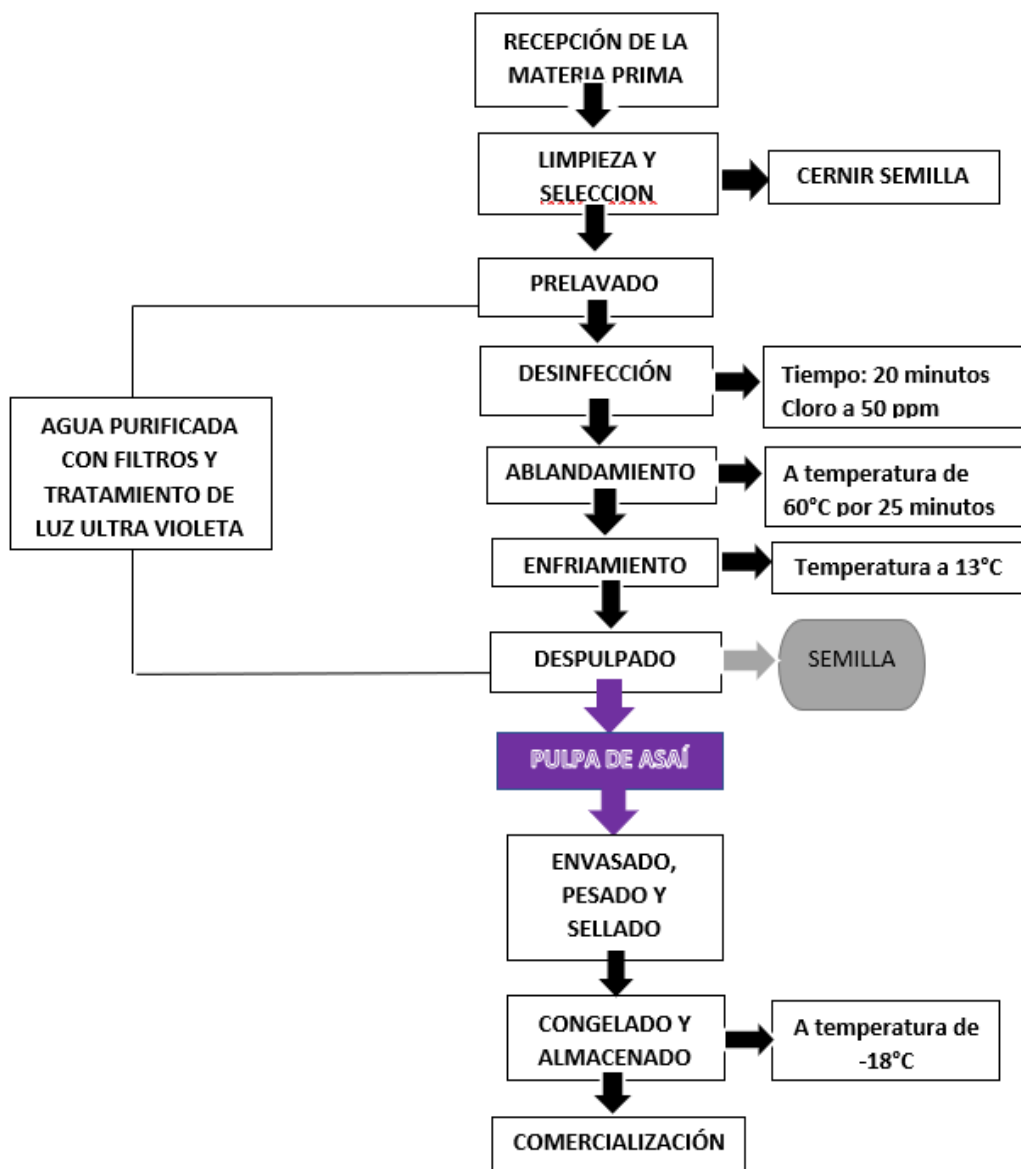 RECEPCIÓN DE LA
MATERIA PRIMA
LIMPIEZA Y
SELECCION
CERNIR SEMILLA
PRELAVADO
DESINFECCIÓN
Tiempo: 20 minutos
Cloro a 50 ppm
AGUA PURIFICADA
CON FILTROS Y
TRATAMIENTO DE
LUZ ULTRA VIOLETA
ABLANDAMIENTO
A temperatura de
60°C por 25 minutos
ENFRIAMIENTO
Temperatura a 13°C
DESPULPADO
SEMILLA
PULPA DE ASAÍ
ENVASADO,
PESADO Y
SELLADO
CONGELADO Y
ALMACENADO
A temperatura de
-18°C
COMERCIALIZACIÓN